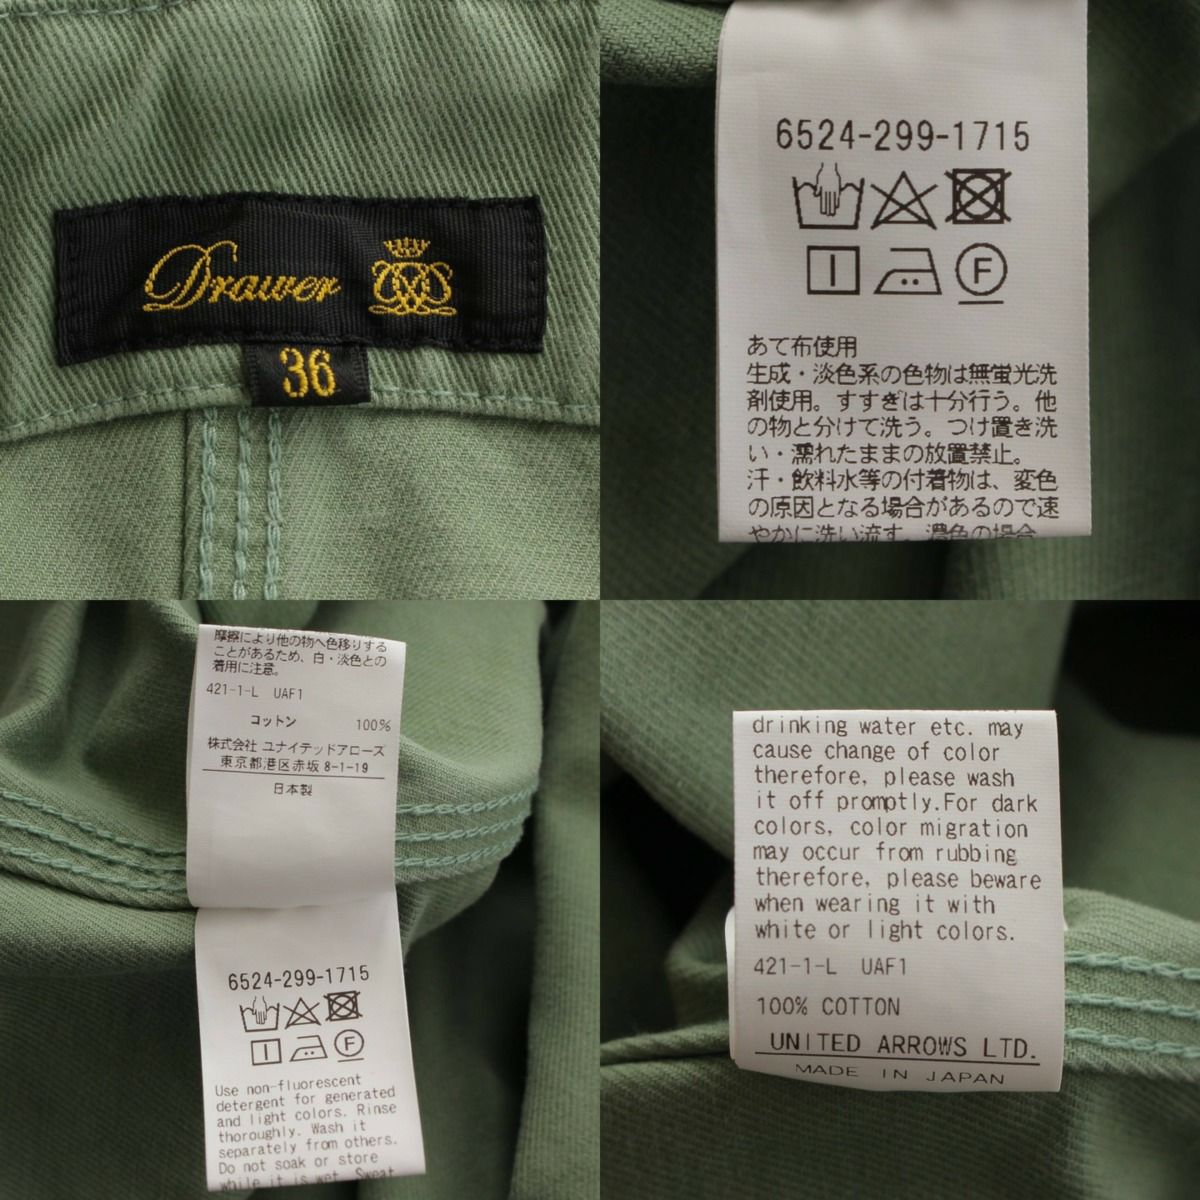 Drawer
36
6524-299-1715
F
あて布使用
生成・淡色系の色物は無蛍光洗
剤使用。すすぎは十分行う。他
の物と分けて洗う。つけ置き洗
い・濡れたままの放置禁止。
汗・飲料水等の付着物は、変色
の原因となる場合があるので速
やかに洗い流す。濃色の場合
摩擦により他の物へ色移りする
ことがあるため、白・淡色との
着用に注意。
421-1-L UAF1
コットン 100%
株式会社 ユナイテッドアローズ
東京都港区赤坂 8-1-19
日本製
6524-299-1715
F
Use non-fluorescent
detergent for generated
and light colors. Rinse
thoroughly. Wash it
separately from others.
Do not soak or store
while it is wet. Sweat
drinking water etc. may
cause change of color
therefore, please wash
it off promptly.For dark
colors, color migration
may occur from rubbing
therefore, please beware
when wearing it with
white or light colors.
421-1-L UAF1
100% COTTON
UNITED ARROWS LTD.
MADE IN JAPAN